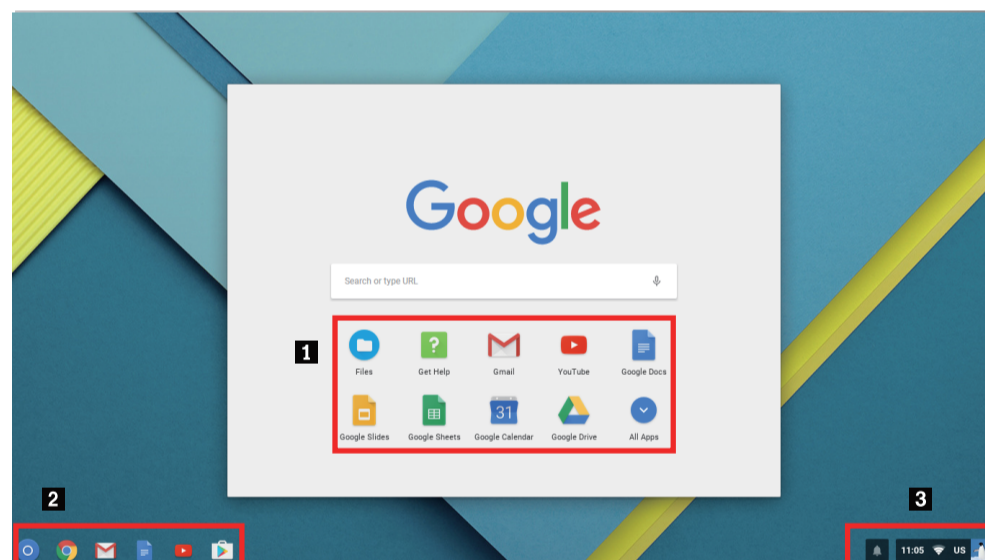 Google
Search or type URL
1
?
Files Get Help Gmail YouTube Google Docs
31
Google Slides Google Sheets Google Calendar Google Drive All Apps
2
3
11:05 US